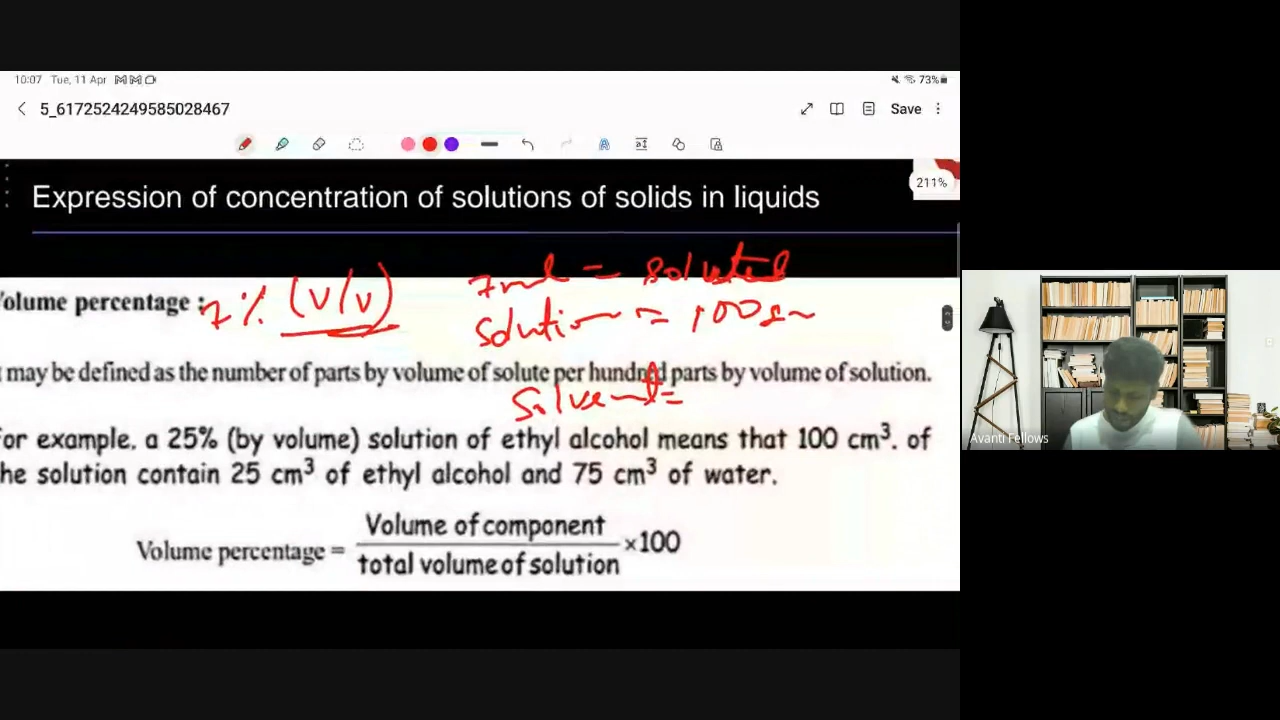 10:07 Tue, 11 Apr
73%
5_6172524249585028467
Save
211%
Expression of concentration of solutions of solids in liquids
olume percentage :
7 % (v/v)
7ml = soluted
solution = 100
may be defined as the number of parts by volume of solute per hundred parts by volume of solution.
Solvent =
or example. a 25% (by volume) solution of ethyl alcohol means that 100 cm³. of
he solution contain 25 cm³ of ethyl alcohol and 75 cm³ of water.
Volume percentage = Volume of component / total volume of solution ×100
Avanti Fellows